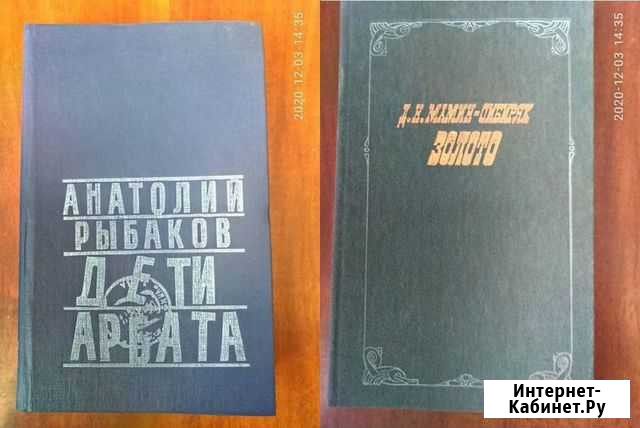 2020-12-03 14:35
АНАТОЛИЙ
РЫБАКОВ
ДЕТИ
АРБАТА
2020-12-03 14:35
Д.Н.МАМИН-СИБИРЯК
ЗОЛОТО
Интернет-
Кабинет.Ру